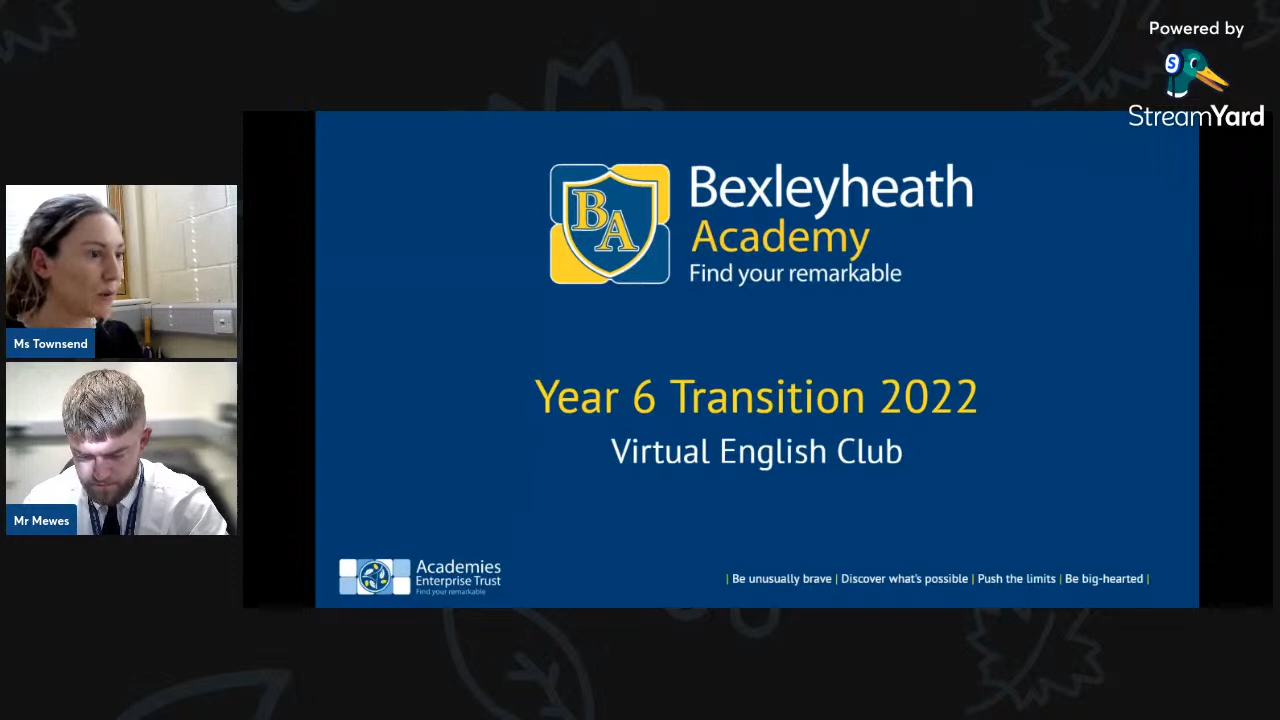 Powered by
StreamYard
BA
Bexleyheath
Academy
Find your remarkable
Ms Townsend
Year 6 Transition 2022
Virtual English Club
Mr Mewes
Academies
Enterprise Trust
Find your remarkable
| Be unusually brave | Discover what's possible | Push the limits | Be big-hearted |